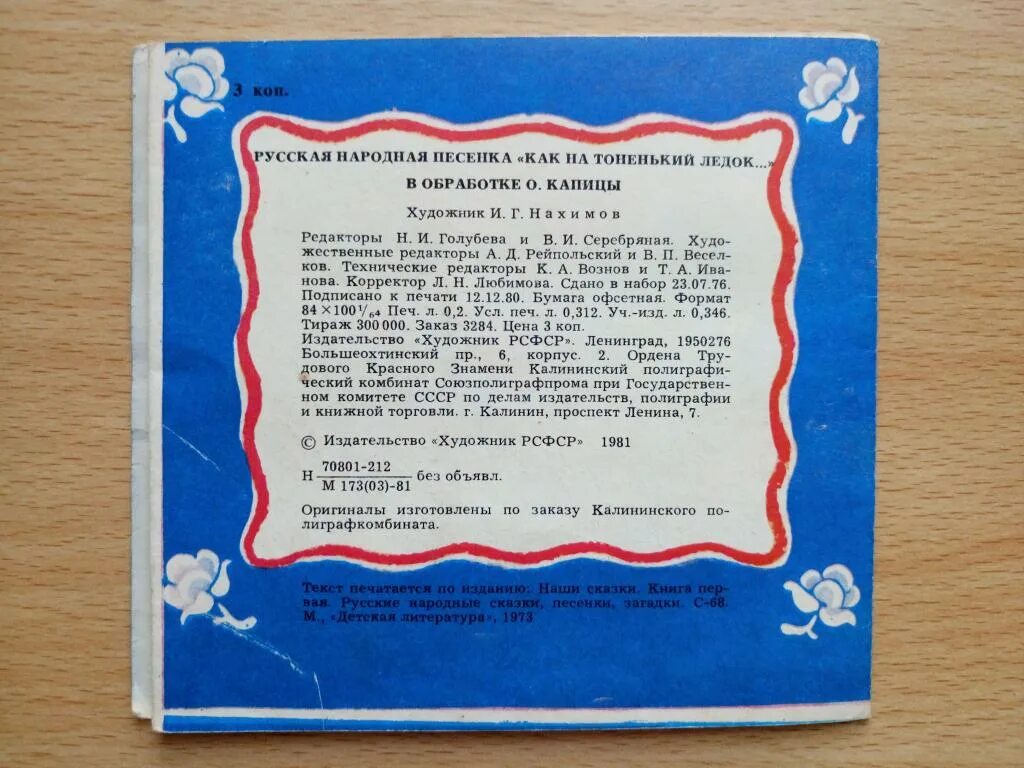 3 коп.
РУССКАЯ НАРОДНАЯ ПЕСЕНКА «КАК НА ТОНЕНЬКИЙ ЛЕДОК...»
В ОБРАБОТКЕ О. КАПИЦЫ
Художник И. Г. Нахимов
Редакторы Н. И. Голубева и В. И. Серебряная. Худо-
жественные редакторы А. Д. Рейпольский и В. П. Весел-
ков. Технические редакторы К. А. Вознов и Т. А. Ива-
нова. Корректор Л. Н. Любимова. Сдано в набор 23.07.76.
Подписано к печати 12.12.80. Бумага офсетная. Формат
84×100 1/64 Печ. л. 0,2. Усл. печ. л. 0,312. Уч.-изд. л. 0,346.
Тираж 300 000. Заказ 3284. Цена 3 коп.
Издательство «Художник РСФСР». Ленинград, 1950276
Большеохтинский пр., 6, корпус. 2. Ордена Тру-
дового Красного Знамени Калининский полиграфи-
ческий комбинат Союзполиграфпрома при Государствен-
ном комитете СССР по делам издательств, полиграфии
и книжной торговли. г. Калинин, проспект Ленина, 7.
© Издательство «Художник РСФСР» 1981
70801-212
Н ——— без объявл.
М 173(03)-81
Оригиналы изготовлены по заказу Калининского по-
лиграфкомбината.
Текст печатается по изданию: Наши сказки. Книга пер-
вая. Русские народные сказки, песенки, загадки. С-68.
М., «Детская литература», 1973